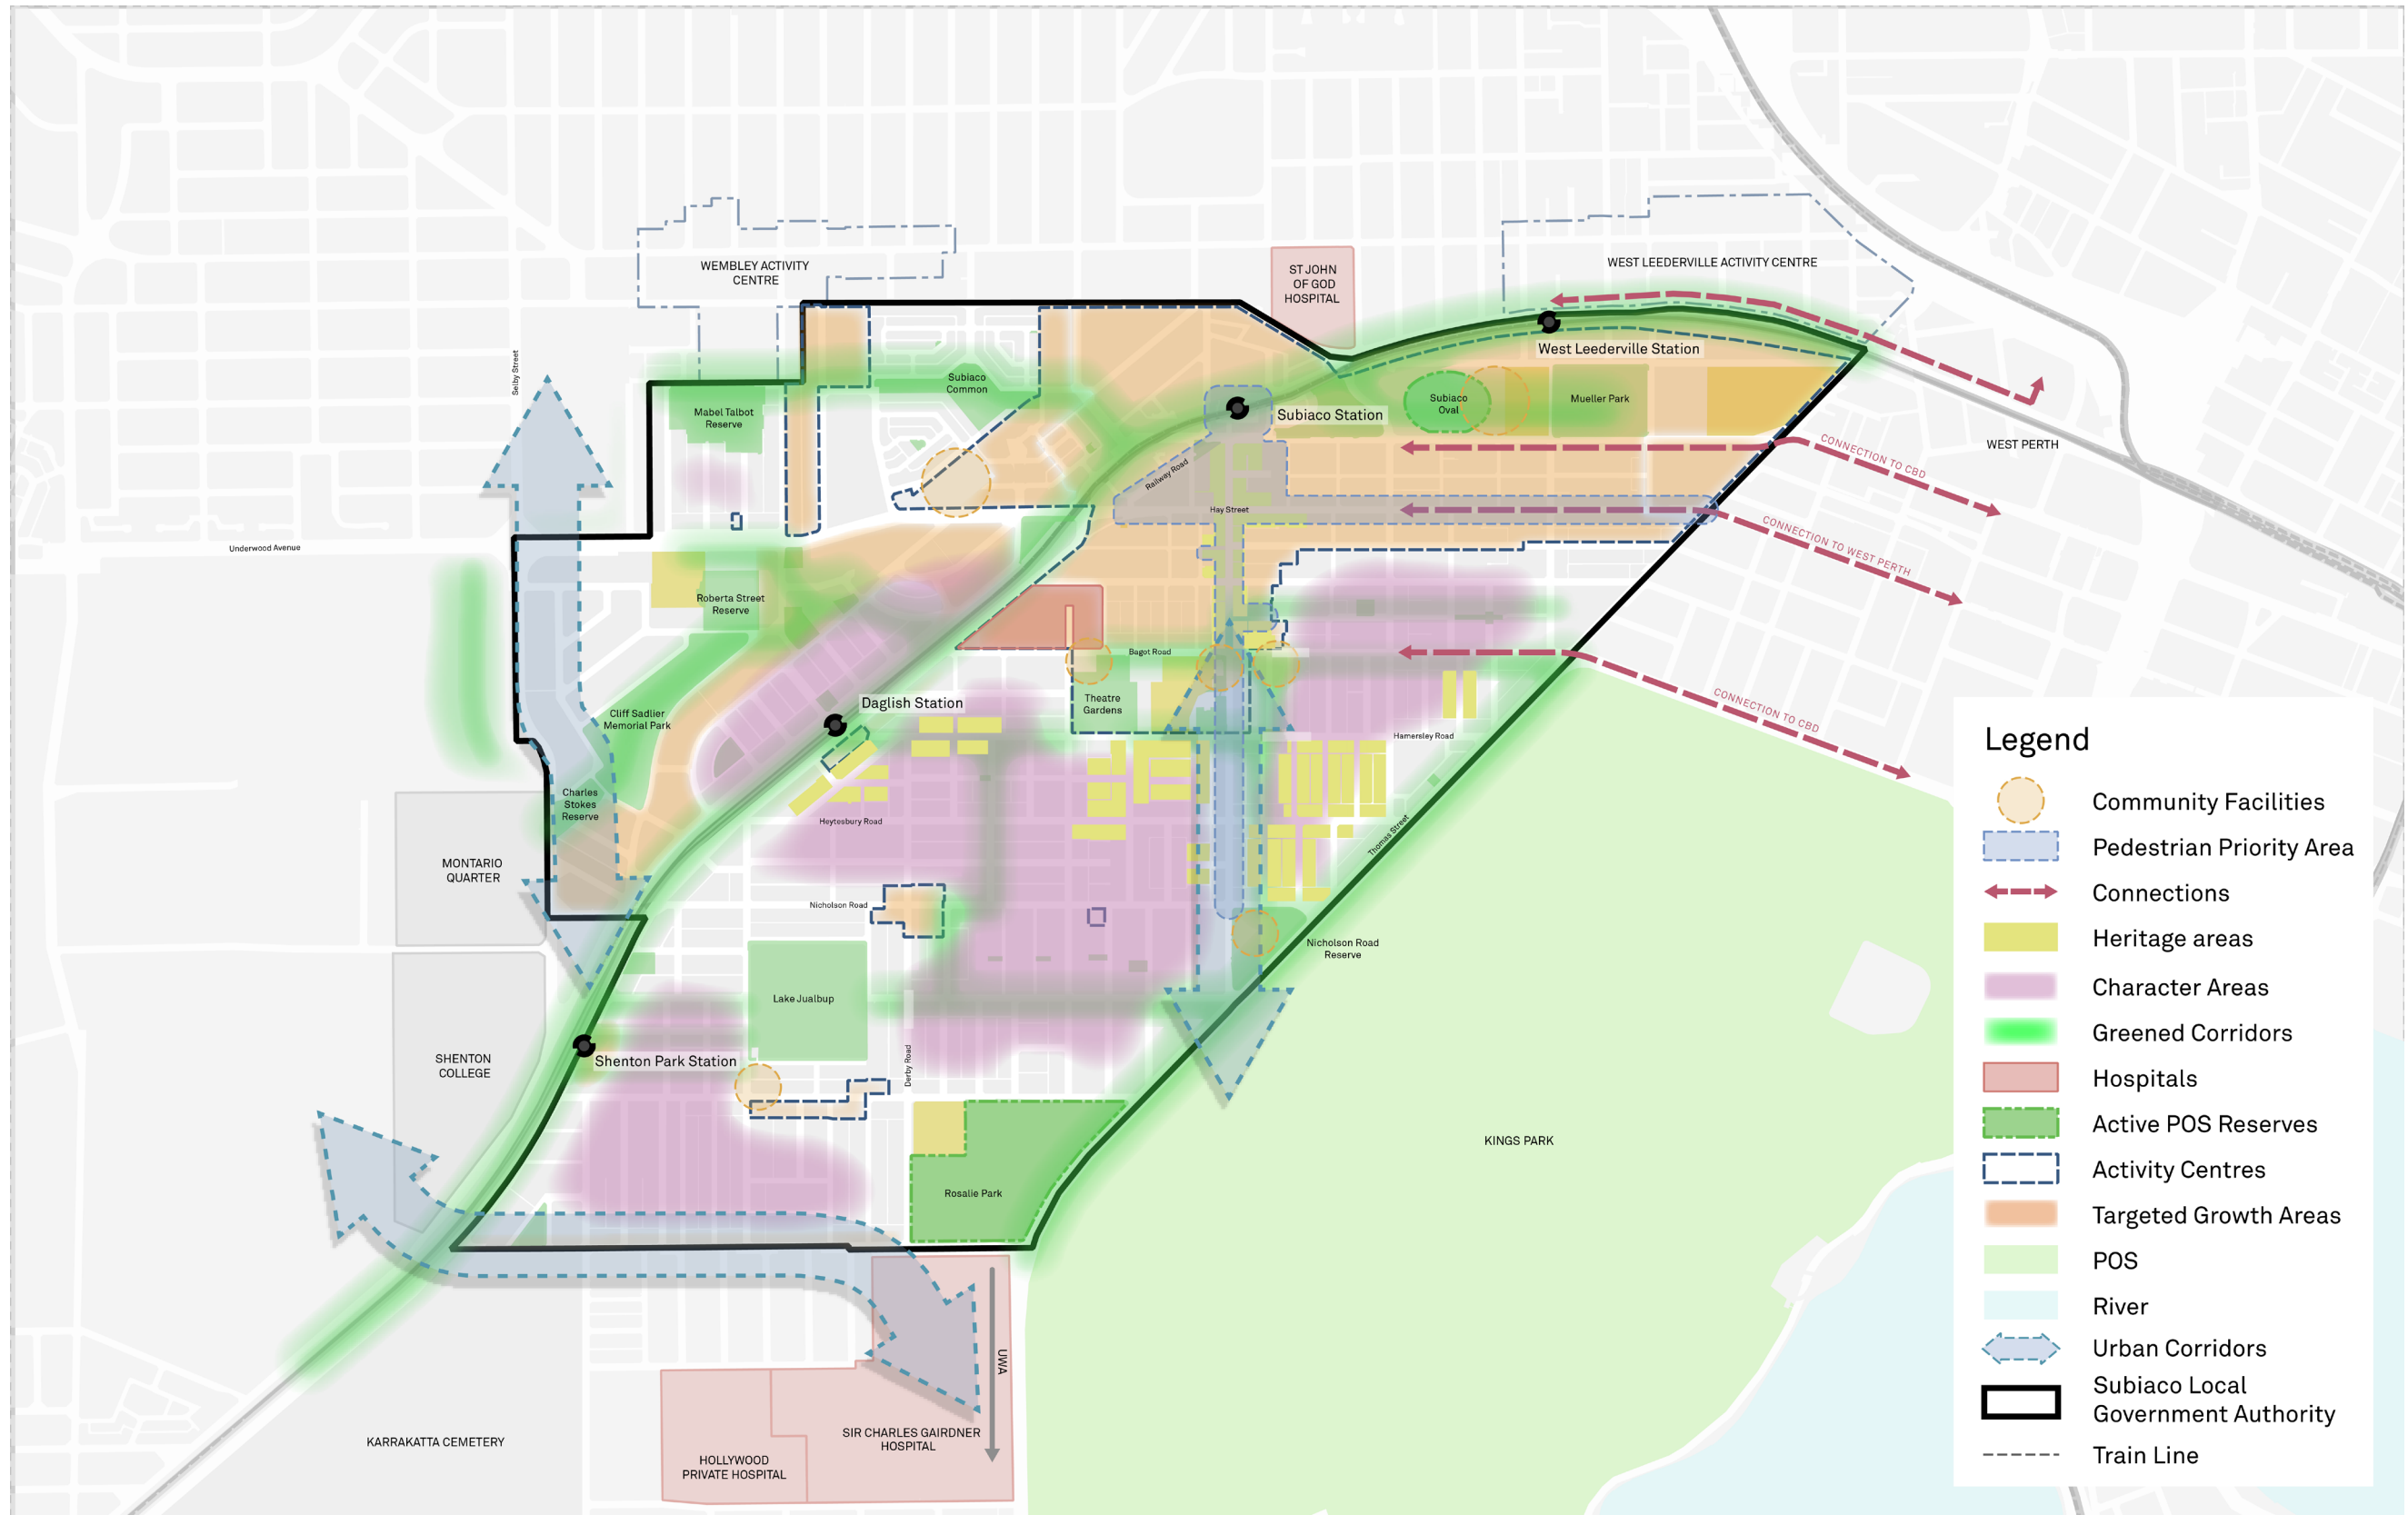 WEMBLEY ACTIVITY
CENTRE
ST JOHN
OF GOD
HOSPITAL
WEST LEEDERVILLE ACTIVITY CENTRE
West Leederville Station
Selby Street
Subiaco
Common
Mabel Talbot
Reserve
Subiaco Station
Subiaco
Oval
Mueller Park
WEST PERTH
CONNECTION TO CBD
Railway Road
Hay Street
CONNECTION TO WEST PERTH
Underwood Avenue
Roberta Street
Reserve
Bagot Road
Theatre
Gardens
Daglish Station
Cliff Sadlier
Memorial Park
CONNECTION TO CBD
Hamersley Road
Charles
Stokes
Reserve
Heytesbury Road
Thomas Street
MONTARIO
QUARTER
Nicholson Road
Nicholson Road
Reserve
Lake Jualbup
SHENTON
COLLEGE
Shenton Park Station
Derby Road
KINGS PARK
Rosalie Park
UWA
KARRAKATTA CEMETERY
SIR CHARLES GAIRDNER
HOSPITAL
HOLLYWOOD
PRIVATE HOSPITAL
Legend
Community Facilities
Pedestrian Priority Area
Connections
Heritage areas
Character Areas
Greened Corridors
Hospitals
Active POS Reserves
Activity Centres
Targeted Growth Areas
POS
River
Urban Corridors
Subiaco Local
Government Authority
Train Line